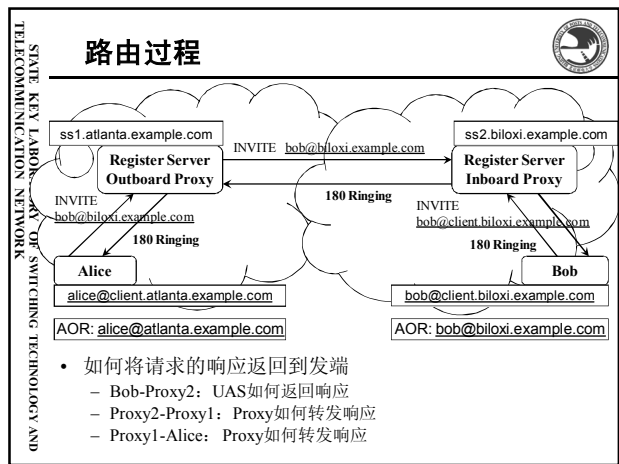 路由过程
STATE KEY LABORATORY OF SWITCHING TECHNOLOGY AND
TELECOMMUNICATION NETWORK
ss1.atlanta.example.com
Register Server
Outboard Proxy
INVITE bob@biloxi.example.com
180 Ringing
ss2.biloxi.example.com
Register Server
Inboard Proxy
INVITE
bob@biloxi.example.com
180 Ringing
INVITE
bob@client.biloxi.example.com
180 Ringing
Alice
alice@client.atlanta.example.com
AOR: alice@atlanta.example.com
Bob
bob@client.biloxi.example.com
AOR: bob@biloxi.example.com
• 如何将请求的响应返回到发端
– Bob-Proxy2：UAS如何返回响应
– Proxy2-Proxy1：Proxy如何转发响应
– Proxy1-Alice：Proxy如何转发响应